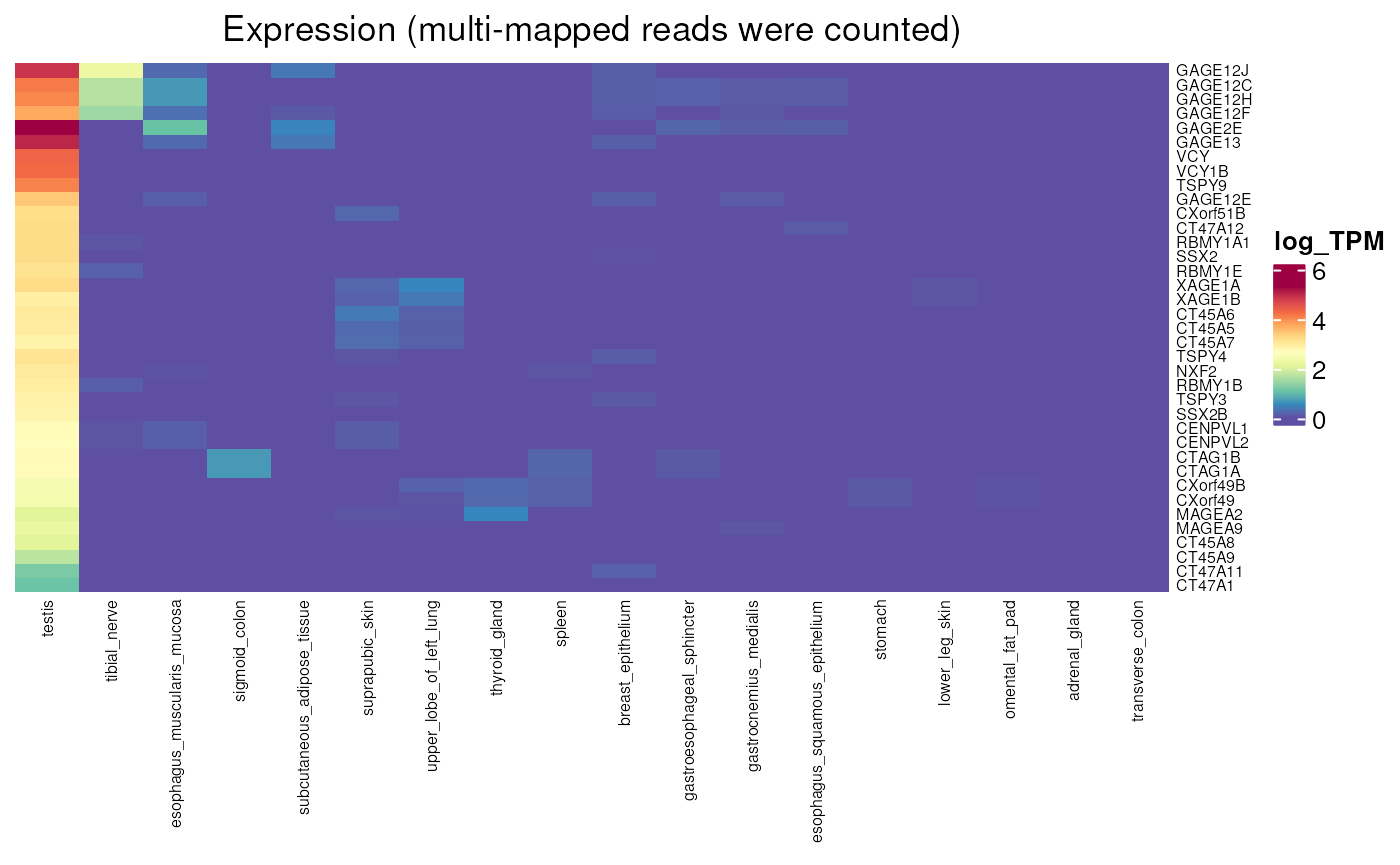 Expression (multi-mapped reads were counted)
GAGE12J
GAGE12C
GAGE12H
GAGE12F
GAGE2E
GAGE13
VCY
VCY1B
TSPY9
GAGE12E
CXorf51B
CT47A12
RBMY1A1
SSX2
RBMY1E
XAGE1A
XAGE1B
CT45A6
CT45A5
CT45A7
TSPY4
NXF2
RBMY1B
TSPY3
SSX2B
CENPVL1
CENPVL2
CTAG1B
CTAG1A
CXorf49B
CXorf49
MAGEA2
MAGEA9
CT45A8
CT45A9
CT47A11
CT47A1
log_TPM
6
4
2
0
testis
tibial_nerve
esophagus_muscularis_mucosa
sigmoid_colon
subcutaneous_adipose_tissue
suprapubic_skin
upper_lobe_of_left_lung
thyroid_gland
spleen
breast_epithelium
gastroesophageal_sphincter
gastrocnemius_medialis
esophagus_squamous_epithelium
stomach
lower_leg_skin
omental_fat_pad
adrenal_gland
transverse_colon